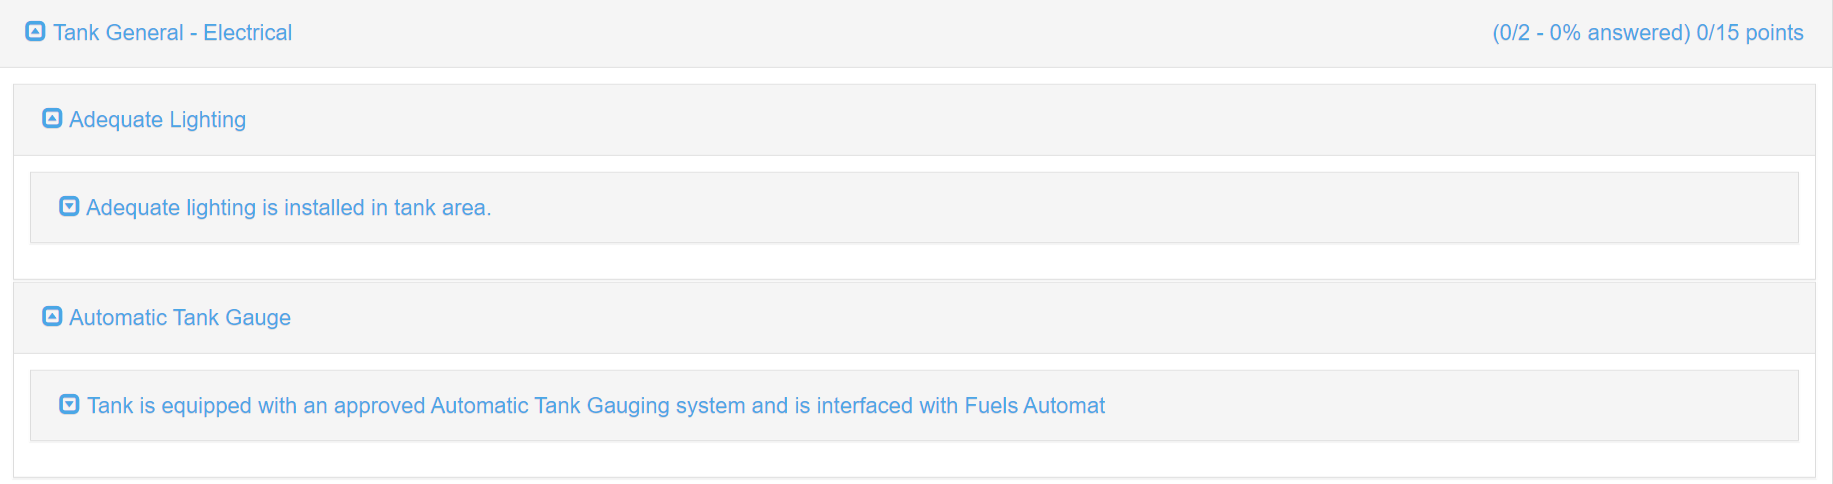 Tank General - Electrical (0/2 - 0% answered) 0/15 points
Adequate Lighting
Adequate lighting is installed in tank area.
Automatic Tank Gauge
Tank is equipped with an approved Automatic Tank Gauging system and is interfaced with Fuels Automat